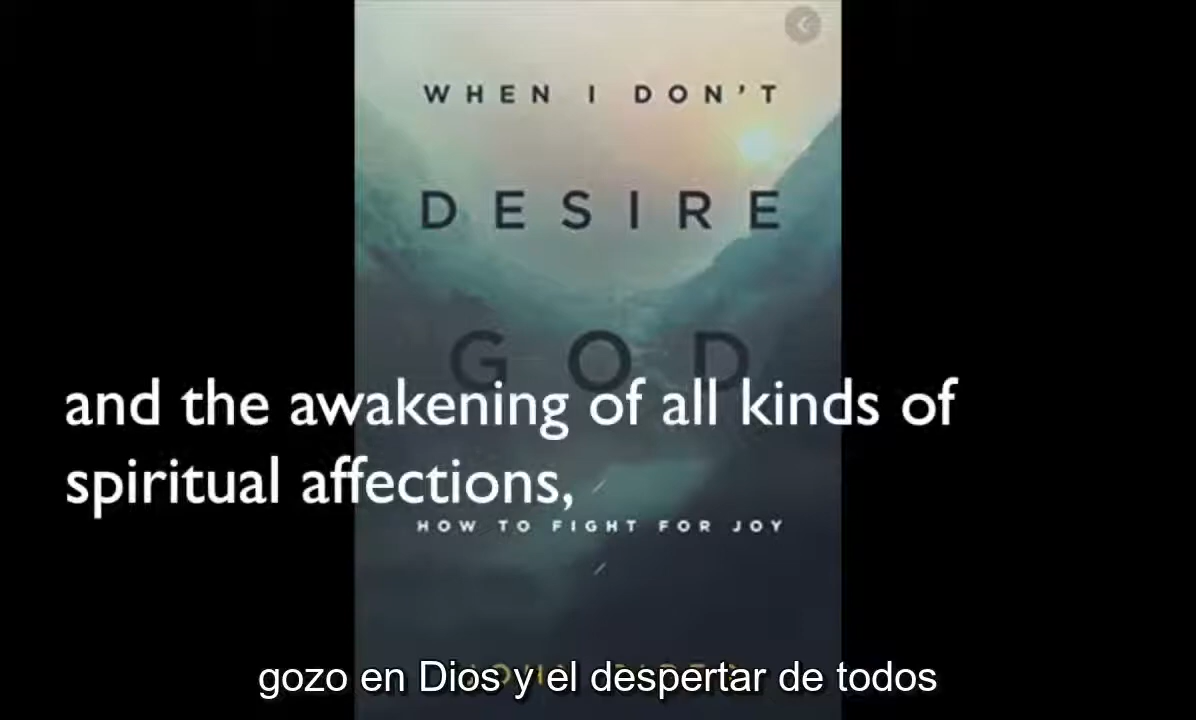 WHEN I DON'T
DESIRE
GOD
and the awakening of all kinds of
spiritual affections,
HOW TO FIGHT FOR JOY
gozo en Dios y el despertar de todos